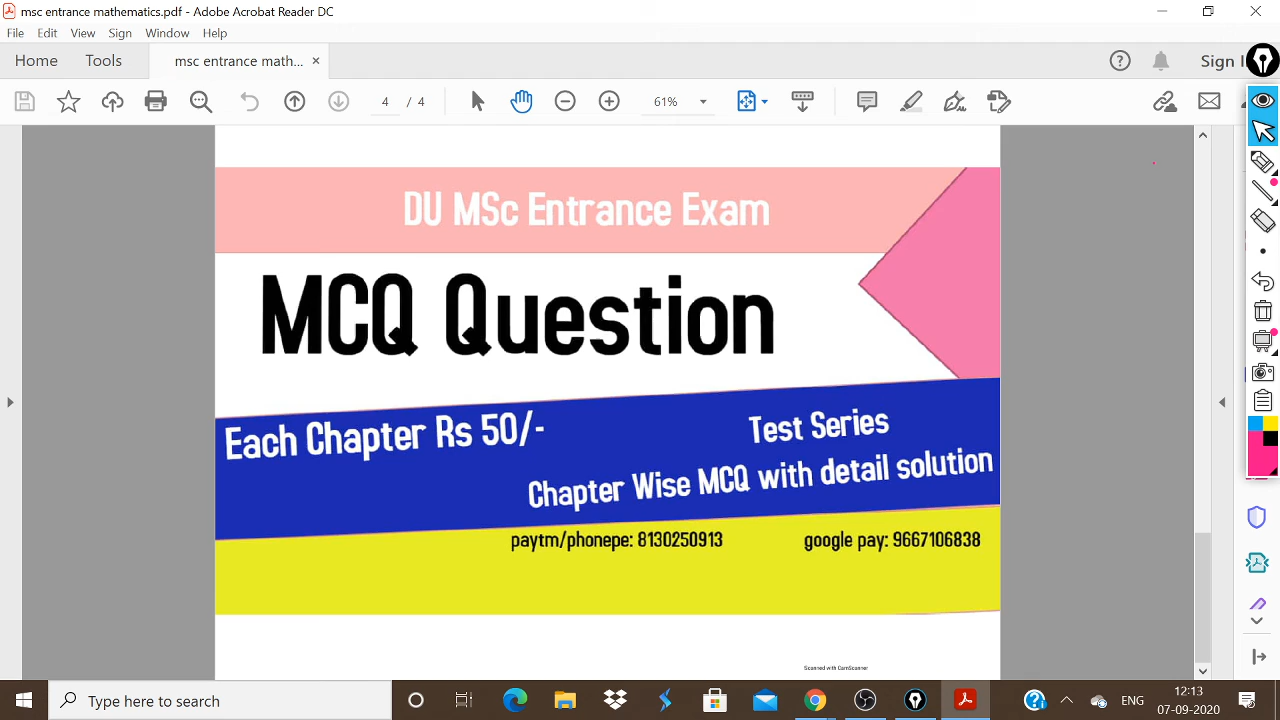 msc entrance mathematics.pdf - Adobe Acrobat Reader DC
File Edit View Sign Window Help
Home Tools msc entrance math... ×
Sign I
4 / 4 61%
DU MSc Entrance Exam
MCQ Question
Each Chapter Rs 50/-
Test Series
Chapter Wise MCQ with detail solution
paytm/phonepe: 8130250913 google pay: 9667106838
Scanned with CamScanner
Type here to search
ENG
12:13
07-09-2020